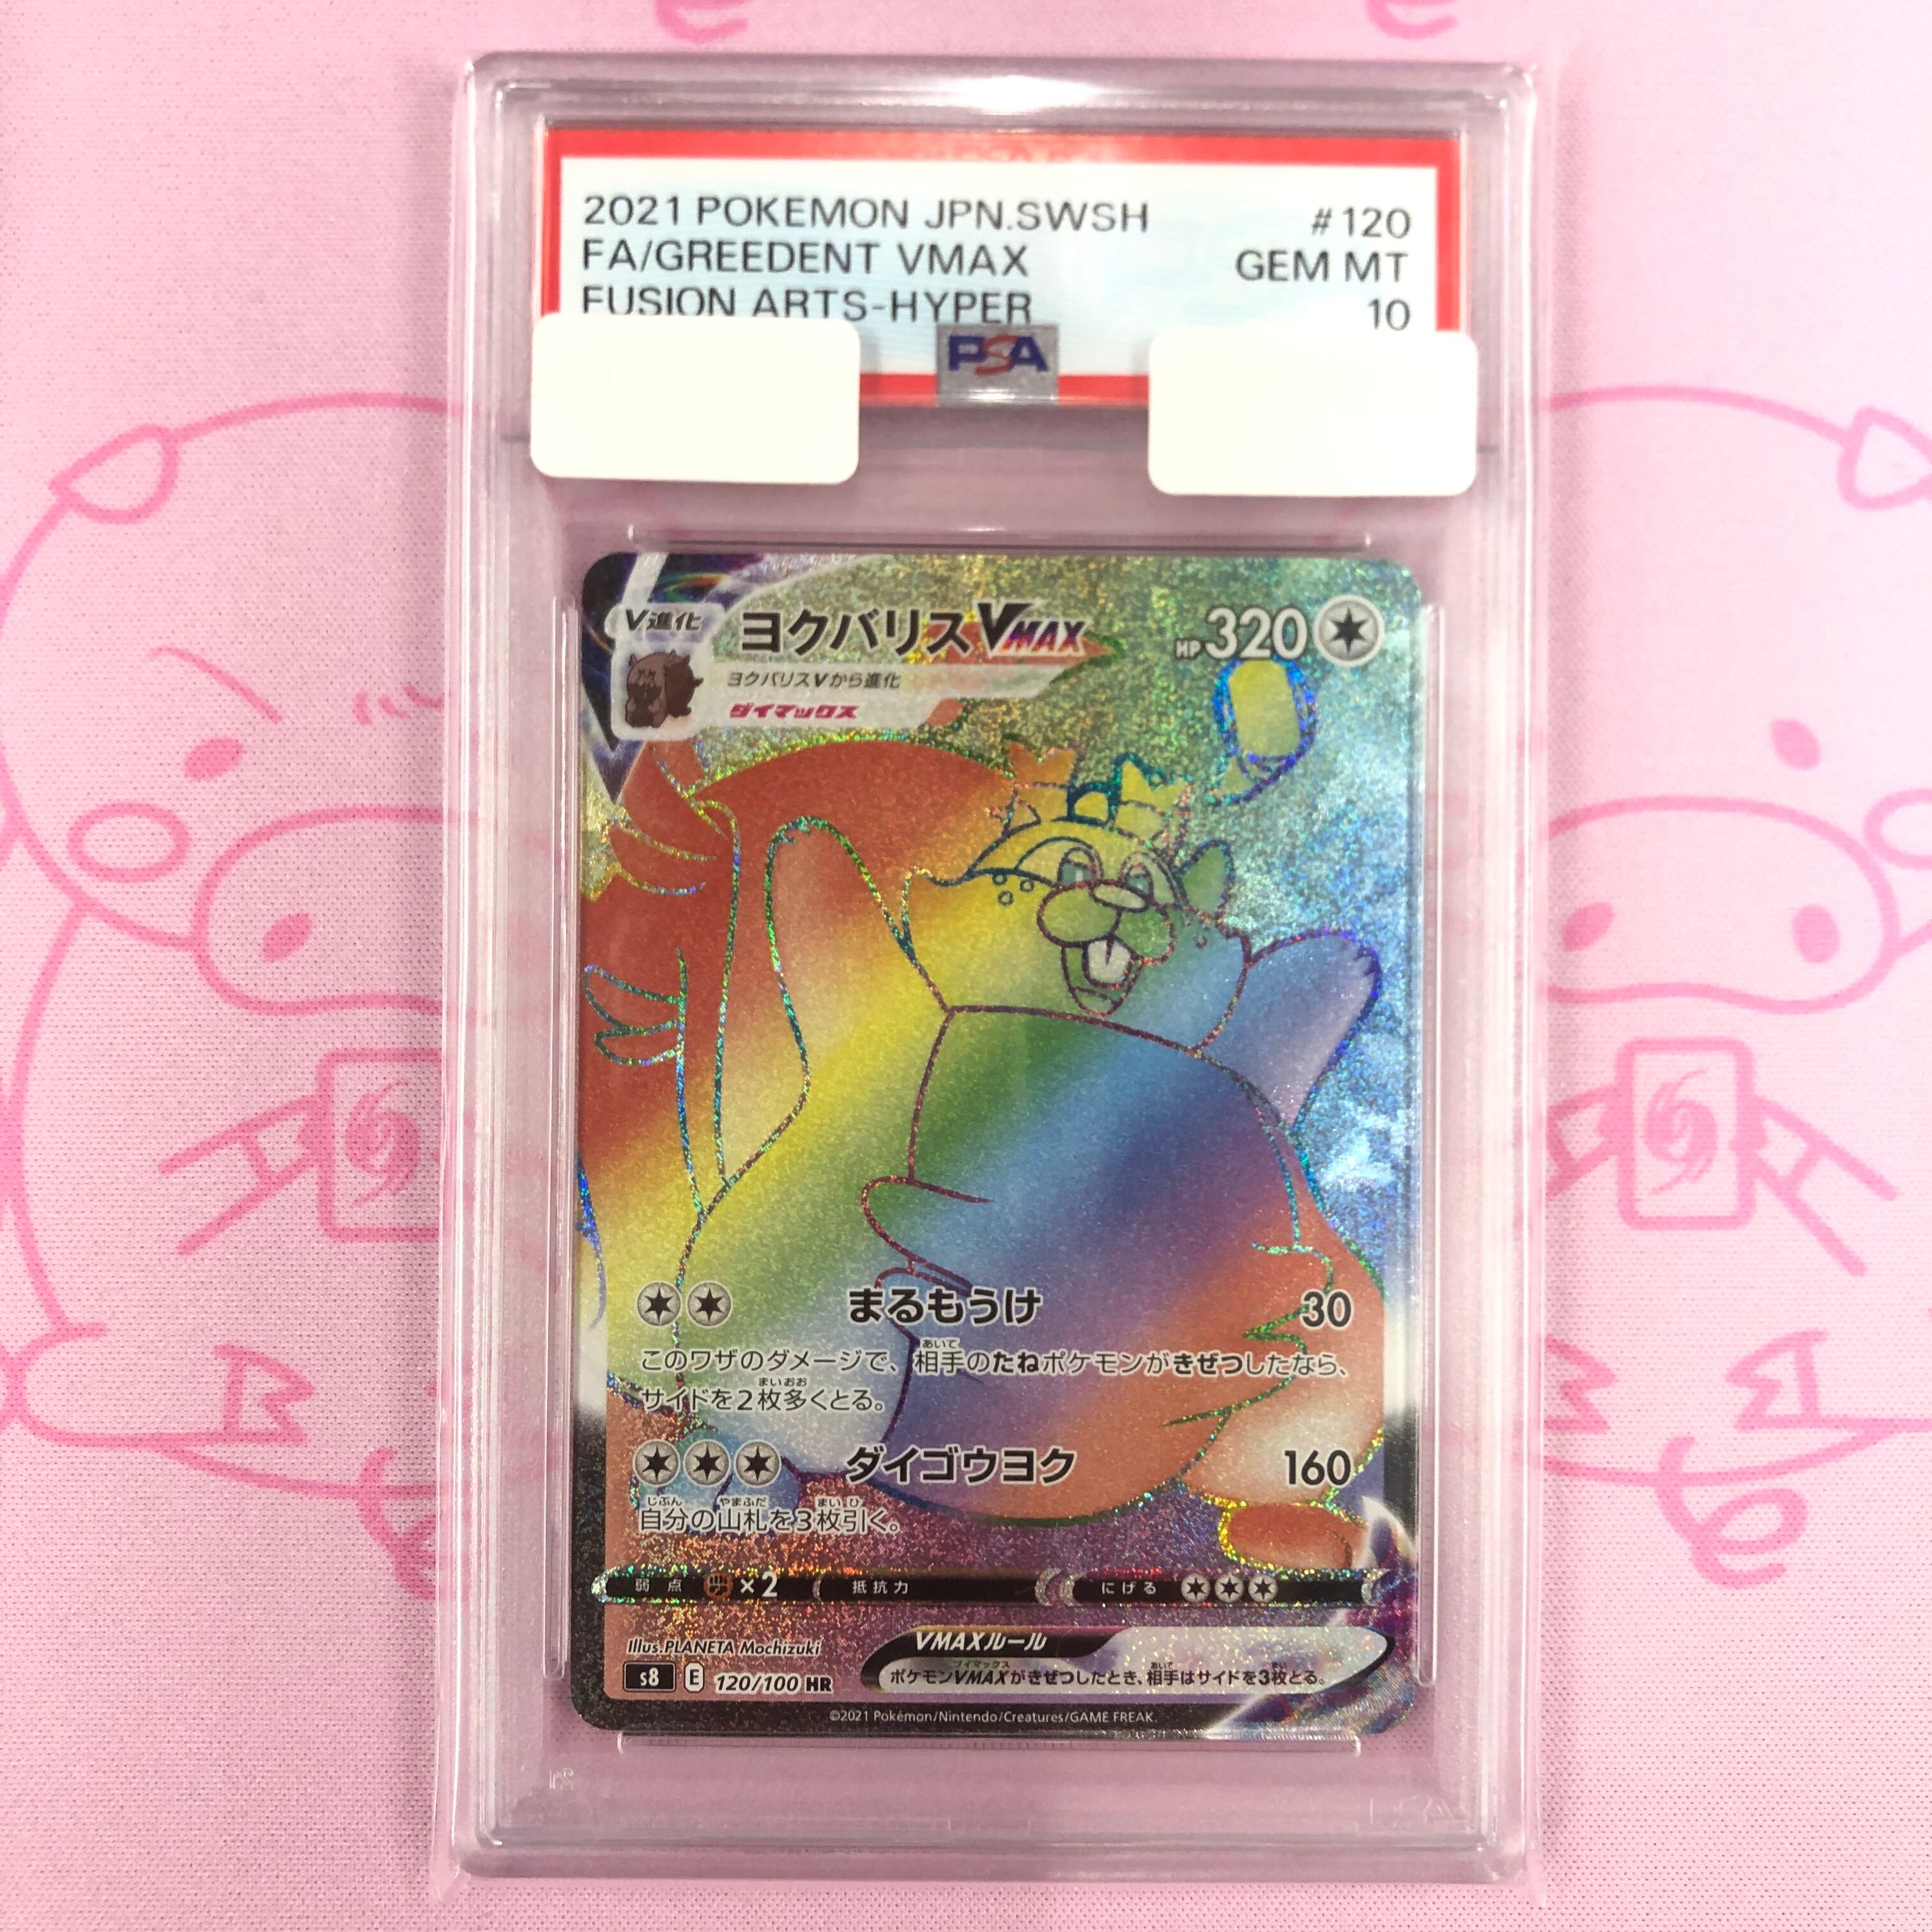 2021 POKEMON JPN.SWSH #120
FA/GREEDENT VMAX GEM MT
FUSION ARTS-HYPER 10
PSA
V進化
ヨクバリスVMAX HP320
ヨクバリスVから進化
ダイマックス
まるもうけ 30
このワザのダメージで、相手のたねポケモンがきぜつしたなら、
サイドを2枚多くとる。
ダイゴウヨク 160
自分の山札を3枚引く。
弱点 ×2 抵抗力 にげる
Illus.PLANETA Mochizuki
VMAXルール
s8 E 120/100 HR
ポケモンVMAXがきぜつしたとき、相手はサイドを3枚とる。
©2021 Pokémon/Nintendo/Creatures/GAME FREAK.